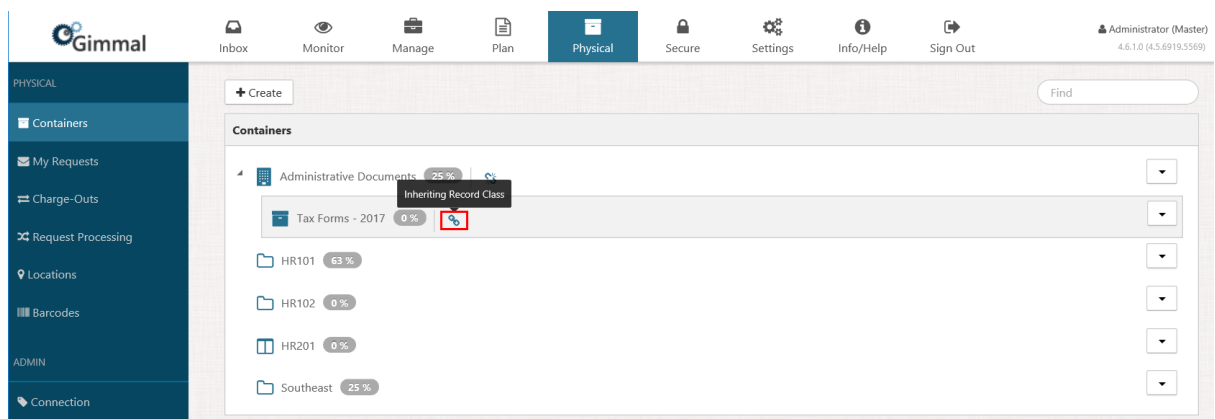 Gimmal
Inbox
Monitor
Manage
Plan
Physical
Secure
Settings
Info/Help
Sign Out
Administrator (Master)
4.6.1.0 (4.5.6919.5569)
PHYSICAL
Containers
My Requests
Charge-Outs
Request Processing
Locations
Barcodes
ADMIN
Connection
Create
Find
Containers
Administrative Documents 25 %
Inheriting Record Class
Tax Forms - 2017 0 %
HR101 63 %
HR102 0 %
HR201 0 %
Southeast 25 %